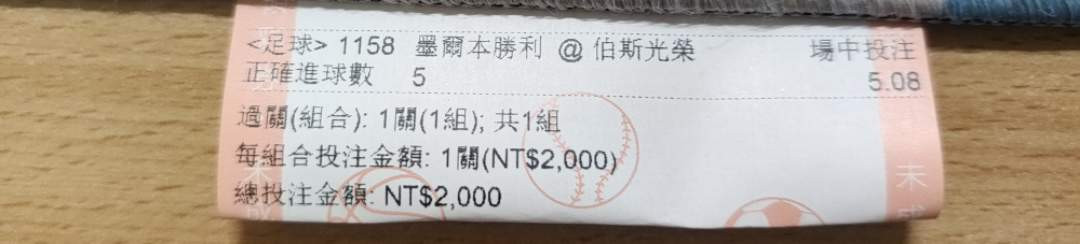 <足球> 1158 墨爾本勝利 @ 伯斯光榮 場中投注
正確進球數 5 5.08
過關(組合): 1關(1組); 共1組
每組合投注金額: 1關(NT$2,000)
總投注金額: NT$2,000
未